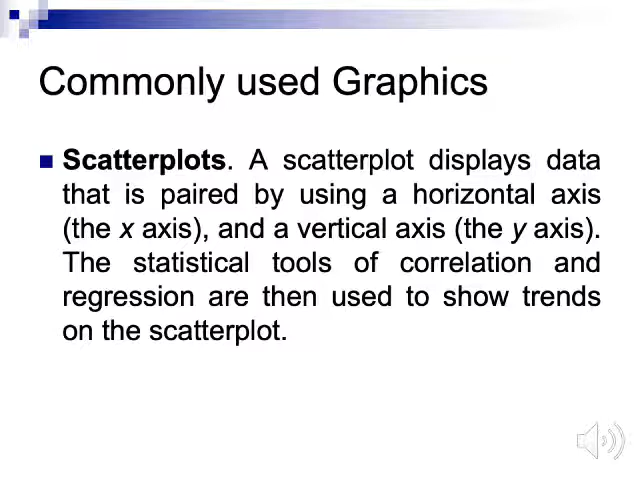 Commonly used Graphics
Scatterplots. A scatterplot displays data
that is paired by using a horizontal axis
(the x axis), and a vertical axis (the y axis).
The statistical tools of correlation and
regression are then used to show trends
on the scatterplot.